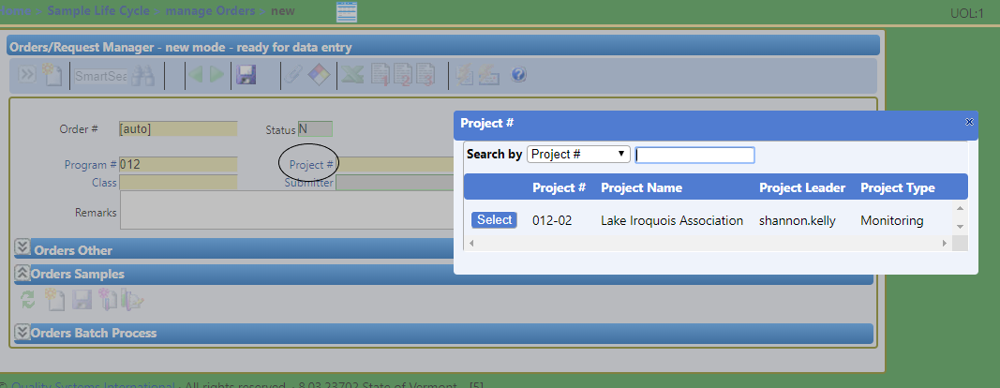 Home > Sample Life Cycle > manage Orders > new
UOL:1
Orders/Request Manager - new mode - ready for data entry
SmartSea
Order # [auto] Status N
Program # 012 Project #
Class Submitter
Remarks
Orders Other
Orders Samples
Orders Batch Process
Project #
Search by Project #
Project # Project Name Project Leader Project Type
Select 012-02 Lake Iroquois Association shannon.kelly Monitoring
© Quality Systems International · All rights reserved. · 8.03.23702 State of Vermont [5]